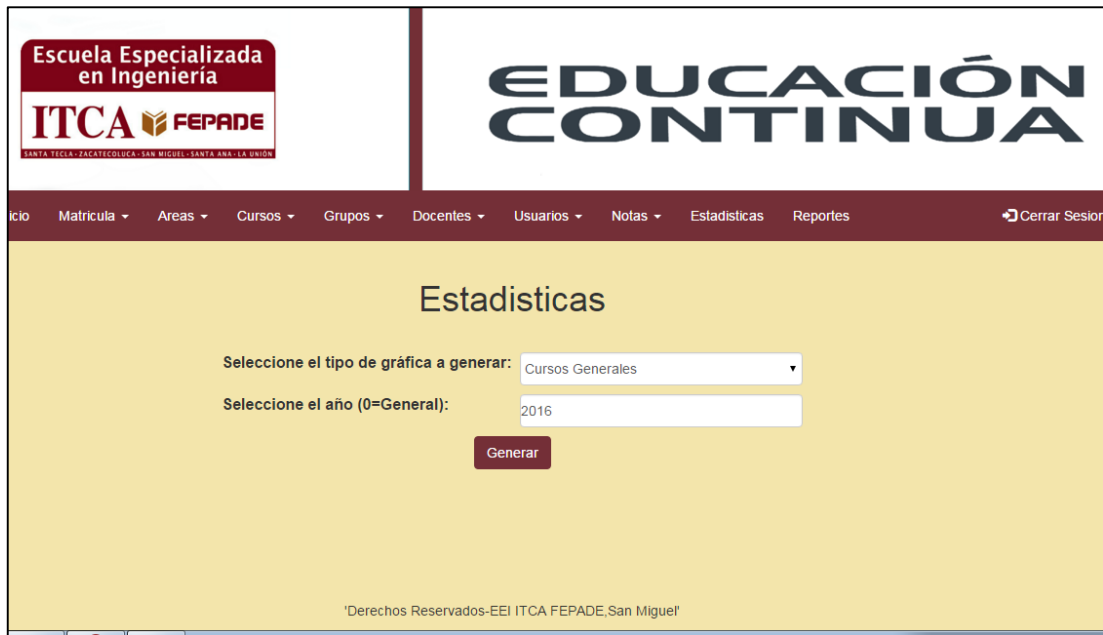 Escuela Especializada
en Ingeniería
ITCA FEPADE
SANTA TECLA - ZACATECOLUCA - SAN MIGUEL - SANTA ANA - LA UNIÓN
EDUCACIÓN
CONTINUA
icio Matricula Areas Cursos Grupos Docentes Usuarios Notas Estadisticas Reportes Cerrar Sesion
Estadisticas
Seleccione el tipo de gráfica a generar: Cursos Generales
Seleccione el año (0=General): 2016
Generar
'Derechos Reservados-EEI ITCA FEPADE,San Miguel'